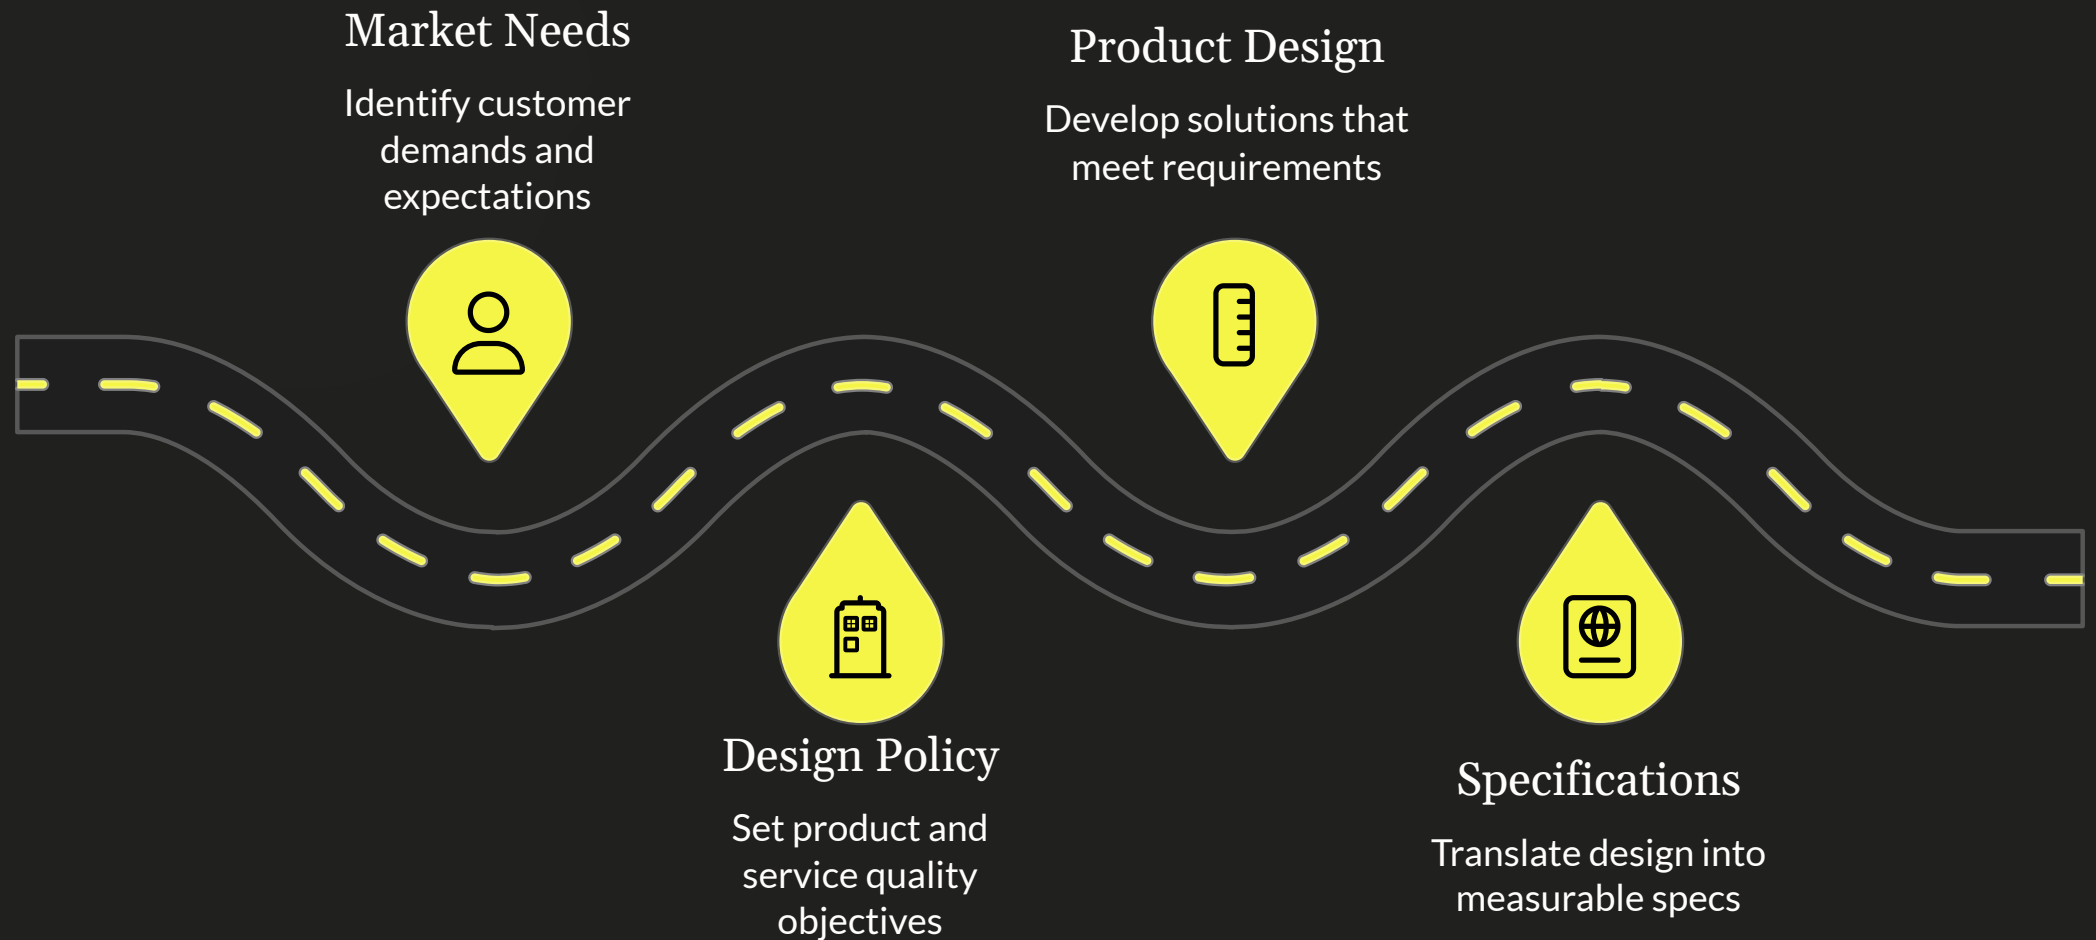 Market Needs
Identify customer
demands and
expectations
Design Policy
Set product and
service quality
objectives
Product Design
Develop solutions that
meet requirements
Specifications
Translate design into
measurable specs